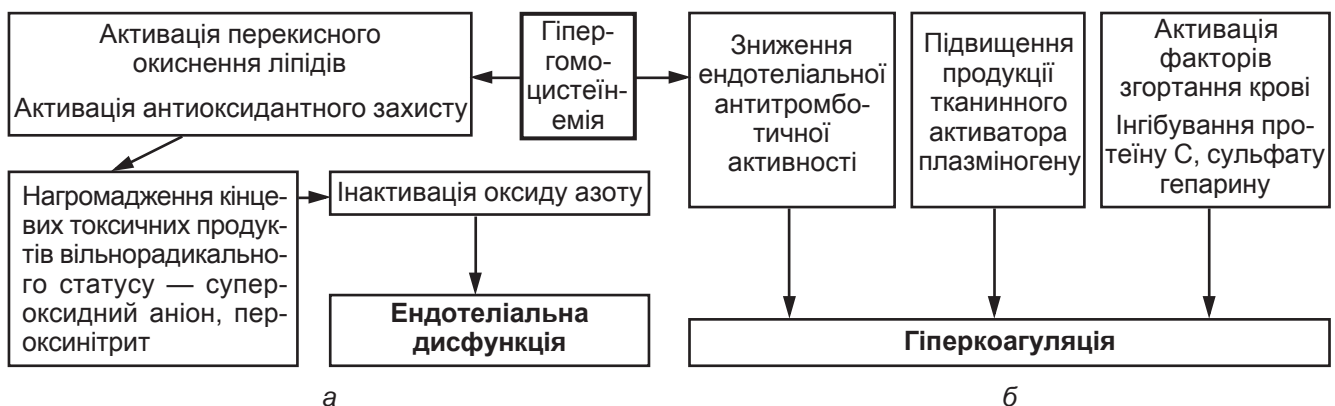 Активація перекисного
окиснення ліпідів
Активація антиоксидантного захисту
Гіпер-
гомо-
цистеїн-
емія
Зниження
ендотеліальної
антитромбо-
тичної
активності
Підвищення
продукції
тканинного
активатора
плазміногену
Активація
факторів
згортання крові
Інгібування про-
теїну С, сульфату
гепарину
Нагромадження кінце-
вих токсичних продук-
тів вільнорадикально-
го статусу — супер-
оксидний аніон, пер-
оксинітрит
Інактивація оксиду азоту
Ендотеліальна
дисфункція
Гіперкоагуляція
а
б